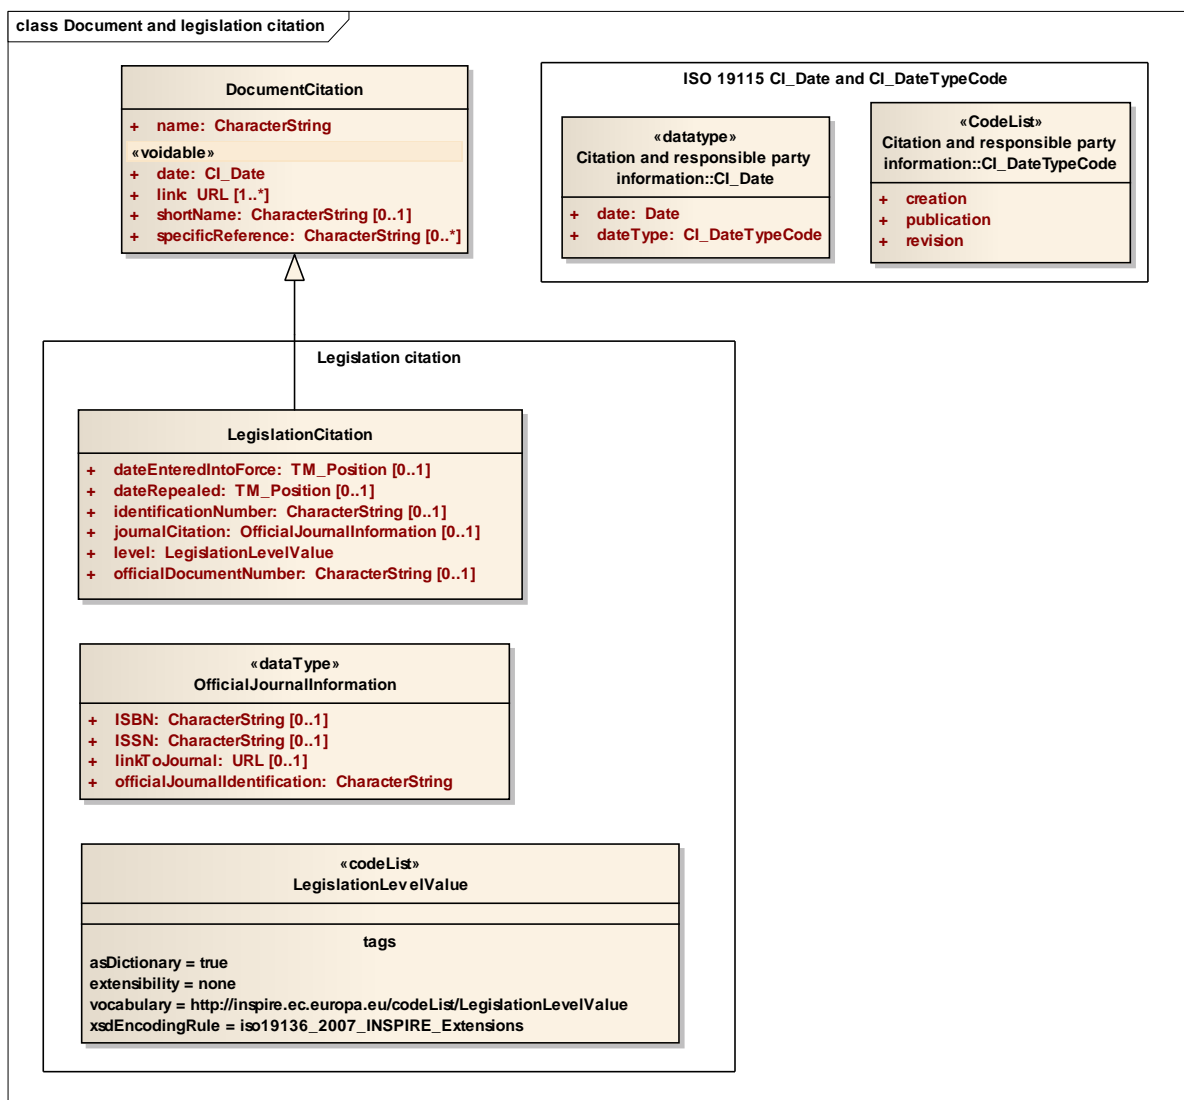 class Document and legislation citation
DocumentCitation
+ name: CharacterString
«voidable»
+ date: CI_Date
+ link: URL [1..*]
+ shortName: CharacterString [0..1]
+ specificReference: CharacterString [0..*]
ISO 19115 CI_Date and CI_DateTypeCode
«datatype»
Citation and responsible party
information::CI_Date
+ date: Date
+ dateType: CI_DateTypeCode
«CodeList»
Citation and responsible party
information::CI_DateTypeCode
+ creation
+ publication
+ revision
Legislation citation
LegislationCitation
+ dateEnteredIntoForce: TM_Position [0..1]
+ dateRepealed: TM_Position [0..1]
+ identificationNumber: CharacterString [0..1]
+ journalCitation: OfficialJournalInformation [0..1]
+ level: LegislationLevelValue
+ officialDocumentNumber: CharacterString [0..1]
«dataType»
OfficialJournalInformation
+ ISBN: CharacterString [0..1]
+ ISSN: CharacterString [0..1]
+ linkToJournal: URL [0..1]
+ officialJournalIdentification: CharacterString
«codeList»
LegislationLevelValue
tags
asDictionary = true
extensibility = none
vocabulary = http://inspire.ec.europa.eu/codeList/LegislationLevelValue
xsdEncodingRule = iso19136_2007_INSPIRE_Extensions